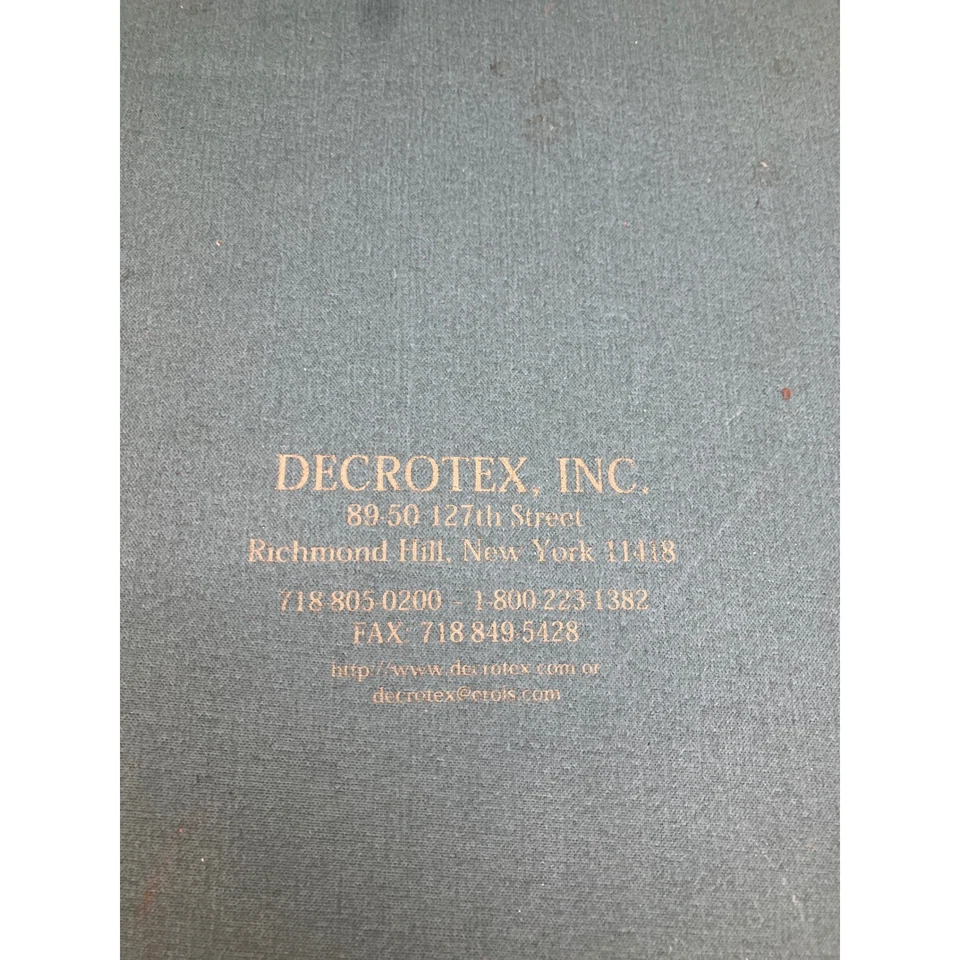 DECROTEX, INC.
89-50 127th Street
Richmond Hill, New York 11418
718·805·0200 - 1·800·223·1382
FAX: 718·849·5428
http://www.decrotex.com or
decrotex@erols.com